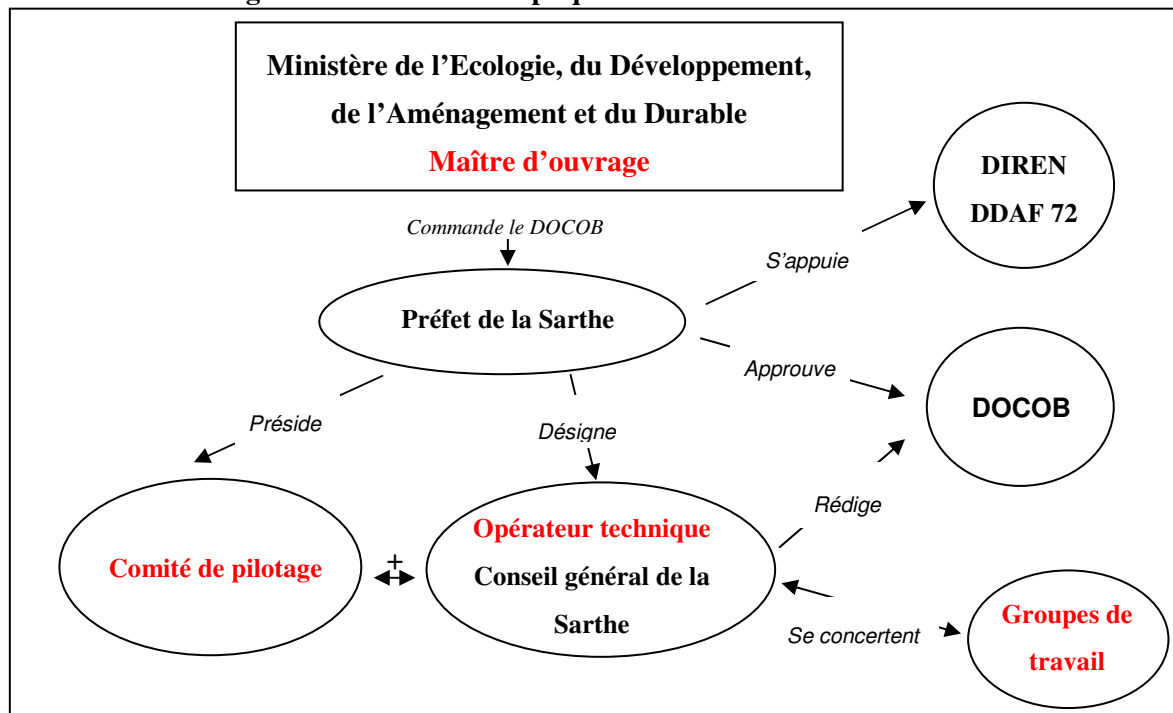 Ministère de l'Ecologie, du Développement,
de l'Aménagement et du Durable
Maître d'ouvrage
DIREN
DDAF 72
Commande le DOCOB
S'appuie
Préfet de la Sarthe
Approuve
DOCOB
Préside
Désigne
Rédige
Comité de pilotage
+
Opérateur technique
Conseil général de la
Sarthe
Se concertent
Groupes de
travail